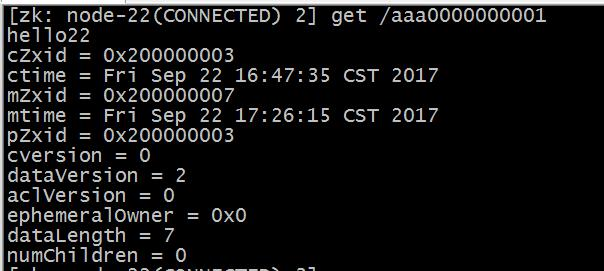 [zk: node-22(CONNECTED) 2] get /aaa0000000001
hello22
cZxid = 0x200000003
ctime = Fri Sep 22 16:47:35 CST 2017
mZxid = 0x200000007
mtime = Fri Sep 22 17:26:15 CST 2017
pZxid = 0x200000003
cversion = 0
dataVersion = 2
aclVersion = 0
ephemeralOwner = 0x0
dataLength = 7
numChildren = 0